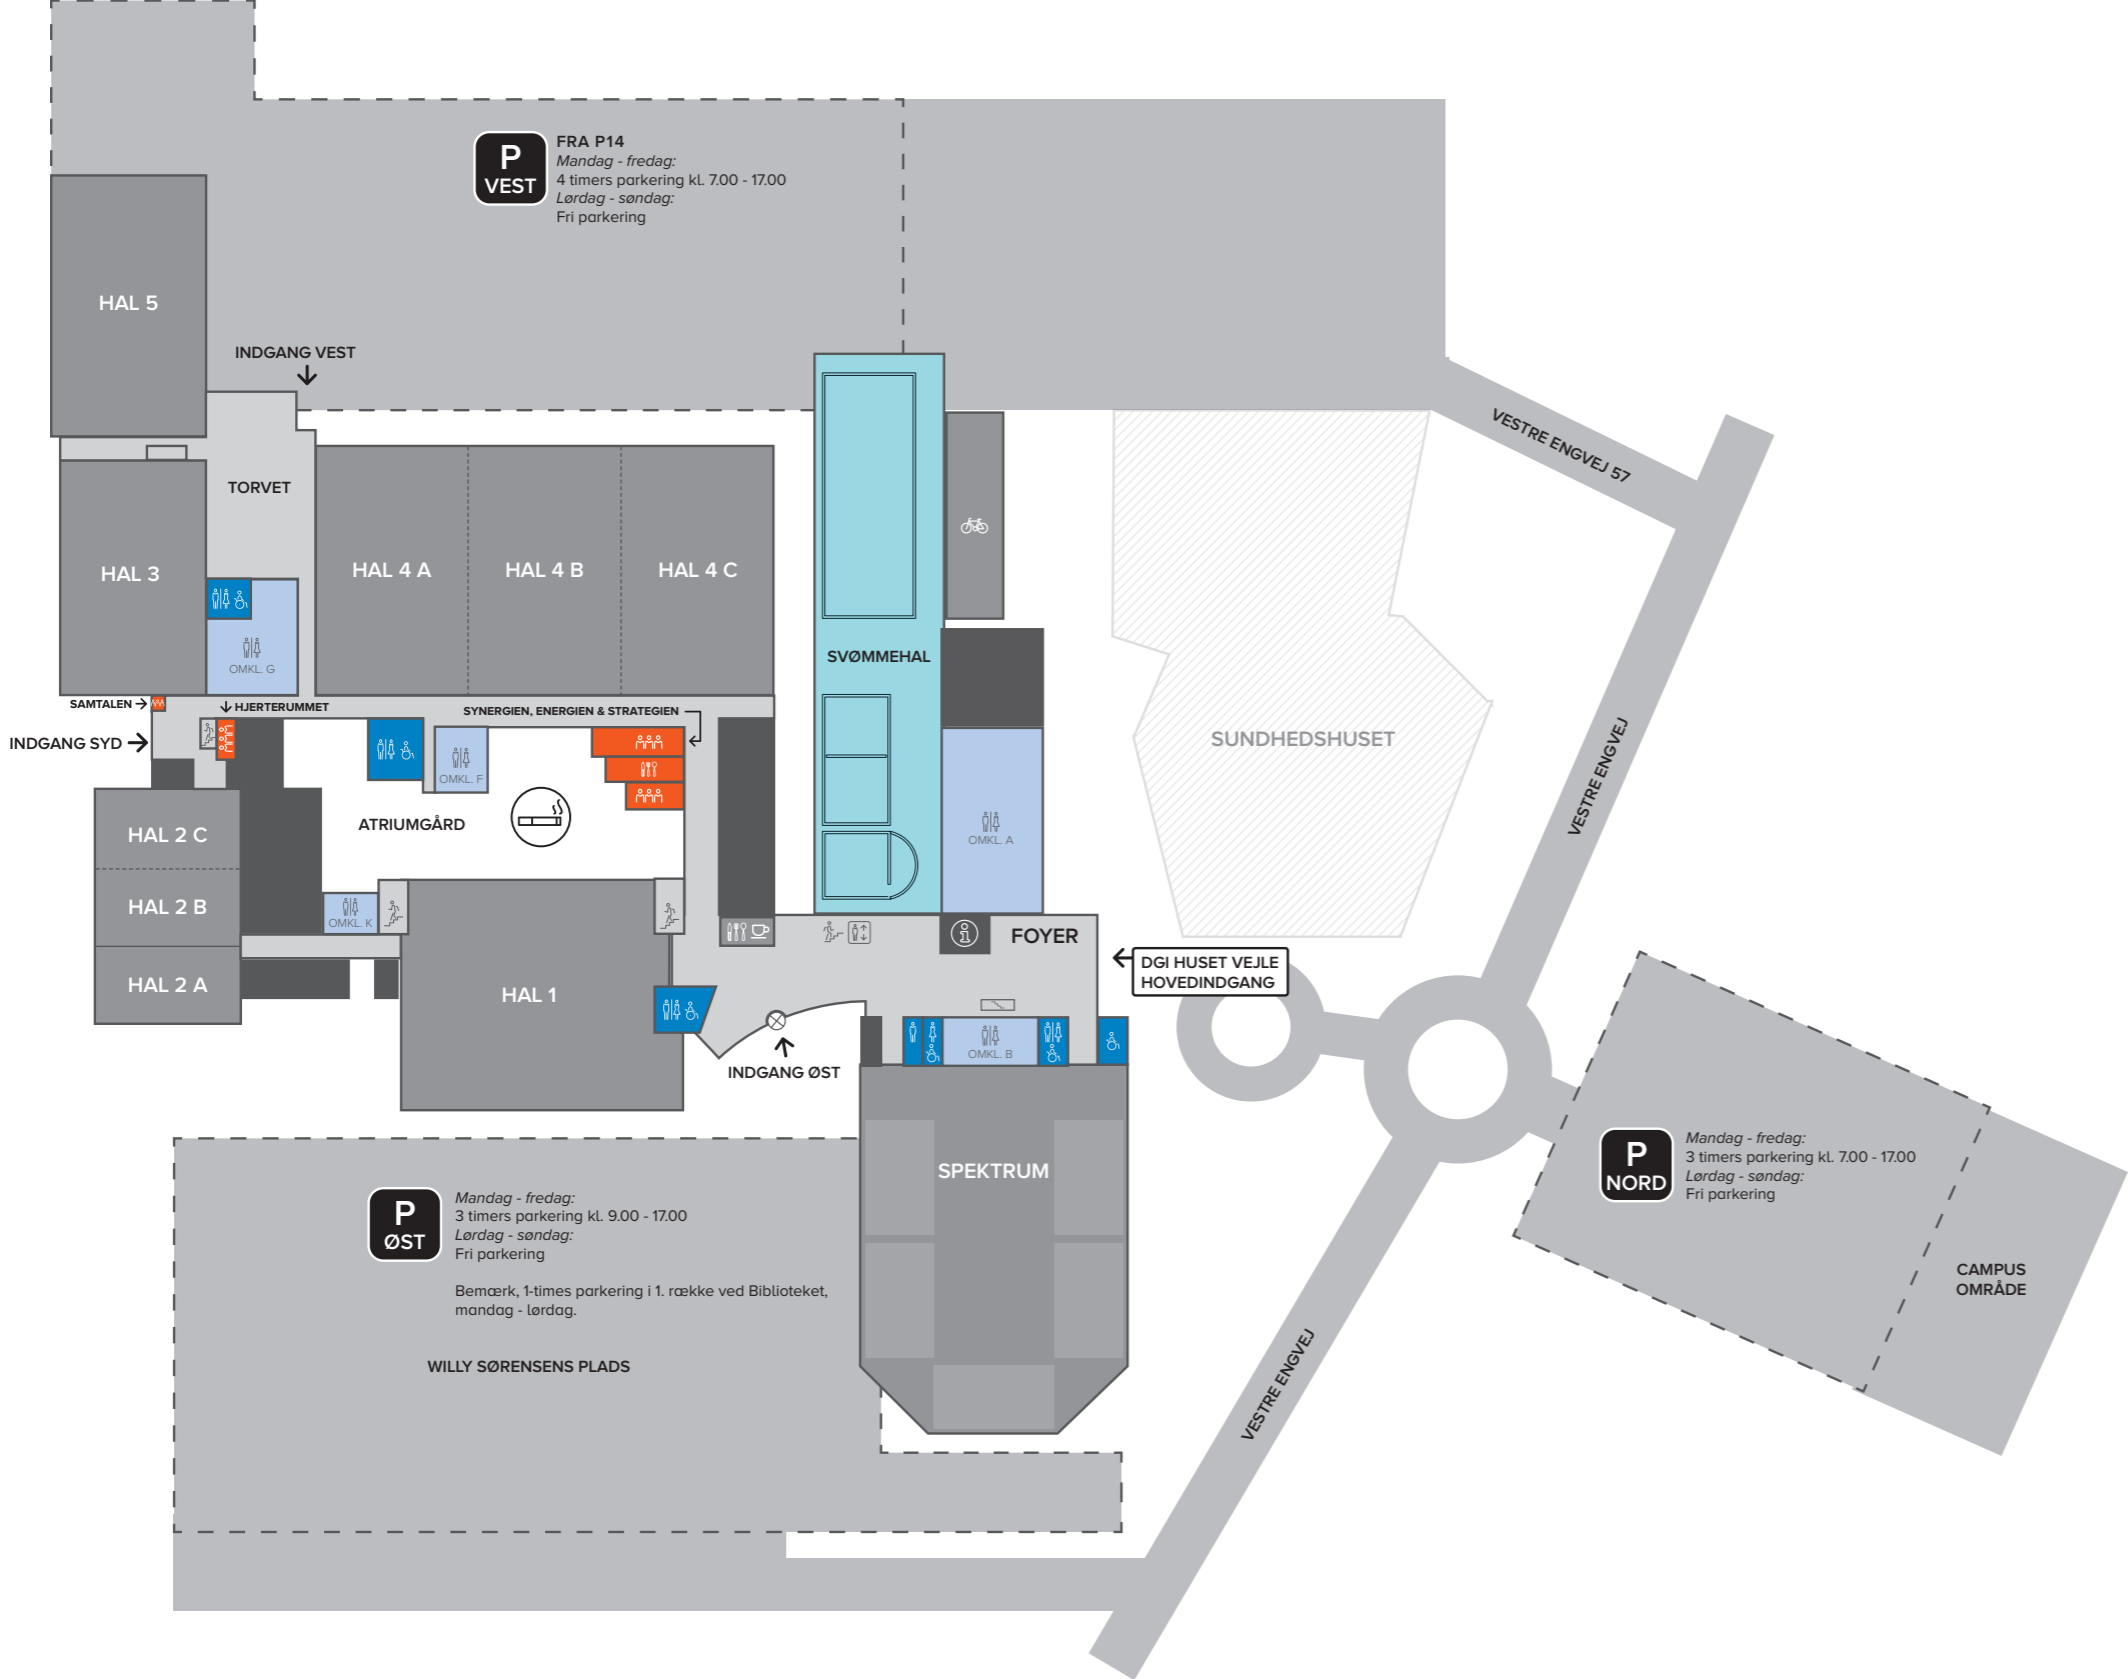 FRA P14
Mandag - fredag:
4 timers parkering kl. 7.00 - 17.00
Lørdag - søndag:
Fri parkering
P
VEST
HAL 5
INDGANG VEST
VESTRE ENGVEJ 57
TORVET
HAL 3
HAL 4 A
HAL 4 B
HAL 4 C
OMKL. G
SVØMMEHAL
SAMTALEN
HJERTERUMMET
SYNERGIEN, ENERGIEN & STRATEGIEN
INDGANG SYD
SUNDHEDSHUSET
VESTRE ENGVEJ
OMKL. F
ATRIUMGÅRD
HAL 2 C
OMKL. A
HAL 2 B
OMKL. K
FOYER
DGI HUSET VEJLE
HOVEDINDGANG
HAL 2 A
HAL 1
OMKL. B
INDGANG ØST
SPEKTRUM
P
NORD
Mandag - fredag:
3 timers parkering kl. 7.00 - 17.00
Lørdag - søndag:
Fri parkering
P
ØST
Mandag - fredag:
3 timers parkering kl. 9.00 - 17.00
Lørdag - søndag:
Fri parkering
Bemærk, 1-times parkering i 1. række ved Biblioteket,
mandag - lørdag.
CAMPUS
OMRÅDE
WILLY SØRENSENS PLADS
VESTRE ENGVEJ